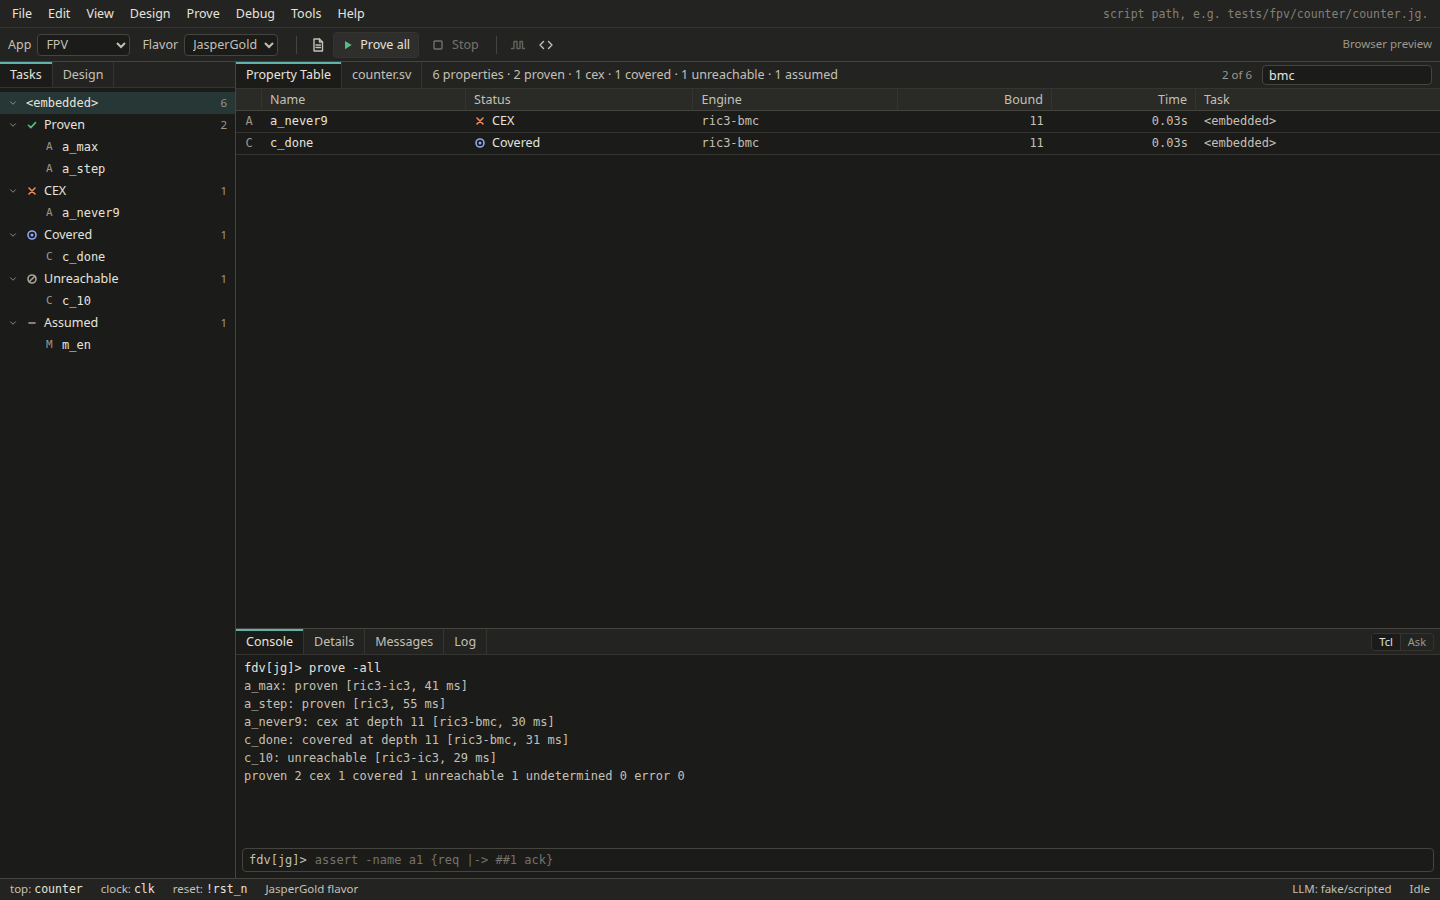 File Edit View Design Prove Debug Tools Help script path, e.g. tests/fpv/counter/counter.jg.
App FPV Flavor JasperGold Prove all Stop Browser preview
Tasks Design Property Table counter.sv 6 properties · 2 proven · 1 cex · 1 covered · 1 unreachable · 1 assumed 2 of 6 bmc
<embedded> 6
Name Status Engine Bound Time Task
A a_never9 CEX ric3-bmc 11 0.03s <embedded>
C c_done Covered ric3-bmc 11 0.03s <embedded>
Proven 2
A a_max
A a_step
CEX 1
A a_never9
Covered 1
C c_done
Unreachable 1
C c_10
Assumed 1
M m_en
Console Details Messages Log Tcl Ask
fdv[jg]> prove -all
a_max: proven [ric3-ic3, 41 ms]
a_step: proven [ric3, 55 ms]
a_never9: cex at depth 11 [ric3-bmc, 30 ms]
c_done: covered at depth 11 [ric3-bmc, 31 ms]
c_10: unreachable [ric3-ic3, 29 ms]
proven 2 cex 1 covered 1 unreachable 1 undetermined 0 error 0
fdv[jg]> assert -name a1 {req |-> ##1 ack}
top: counter clock: clk reset: !rst_n JasperGold flavor LLM: fake/scripted Idle